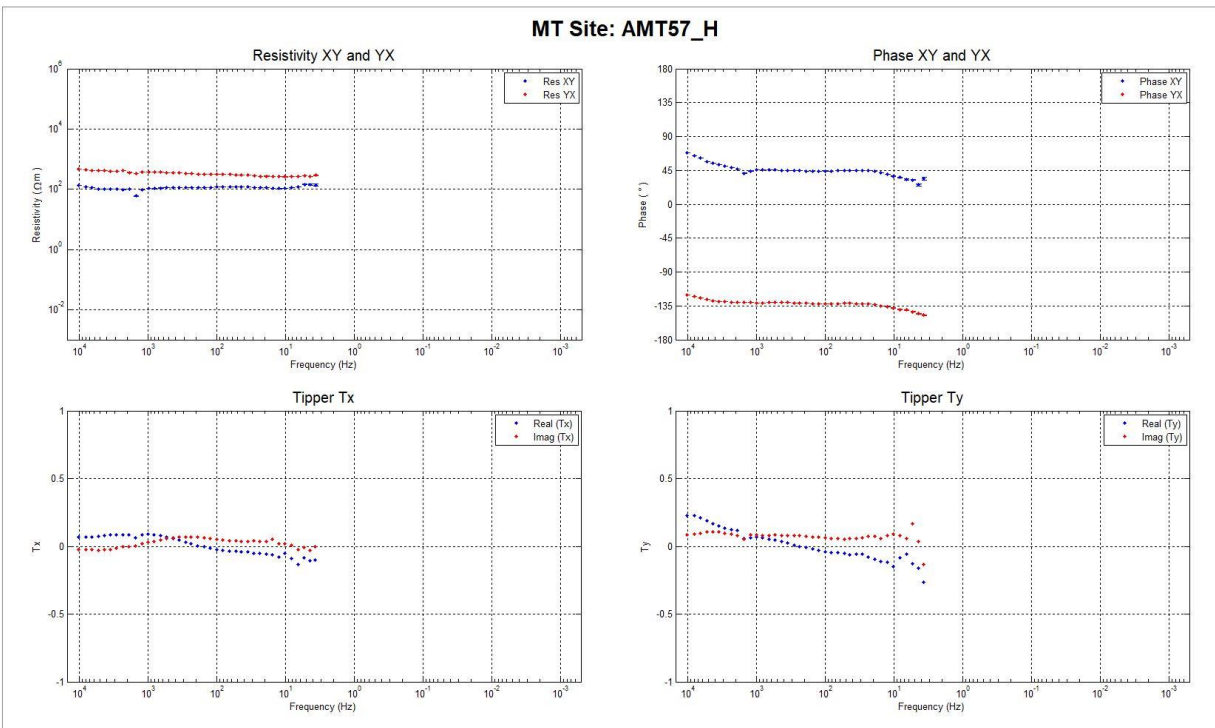 MT Site: AMT57_H
Resistivity XY and YX
10^6
10^4
10^2
10^0
10^-2
Resistivity (Ωm)
Res XY
Res YX
10^4 10^3 10^2 10^1 10^0 10^-1 10^-2 10^-3
Frequency (Hz)
Phase XY and YX
180
135
90
45
0
-45
-90
-135
-180
Phase (°)
Phase XY
Phase YX
10^4 10^3 10^2 10^1 10^0 10^-1 10^-2 10^-3
Frequency (Hz)
Tipper Tx
1
0.5
0
-0.5
-1
Tx
Real (Tx)
Imag (Tx)
10^4 10^3 10^2 10^1 10^0 10^-1 10^-2 10^-3
Frequency (Hz)
Tipper Ty
1
0.5
0
-0.5
-1
Ty
Real (Ty)
Imag (Ty)
10^4 10^3 10^2 10^1 10^0 10^-1 10^-2 10^-3
Frequency (Hz)